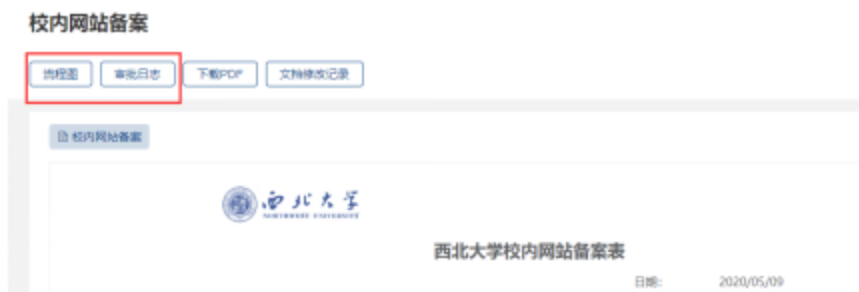 校内网站备案
流程图 审批日志 下载PDF 文档修改记录
校内网站备案
西北大学
NORTHWEST UNIVERSITY
西北大学校内网站备案表
日期: 2020/05/09